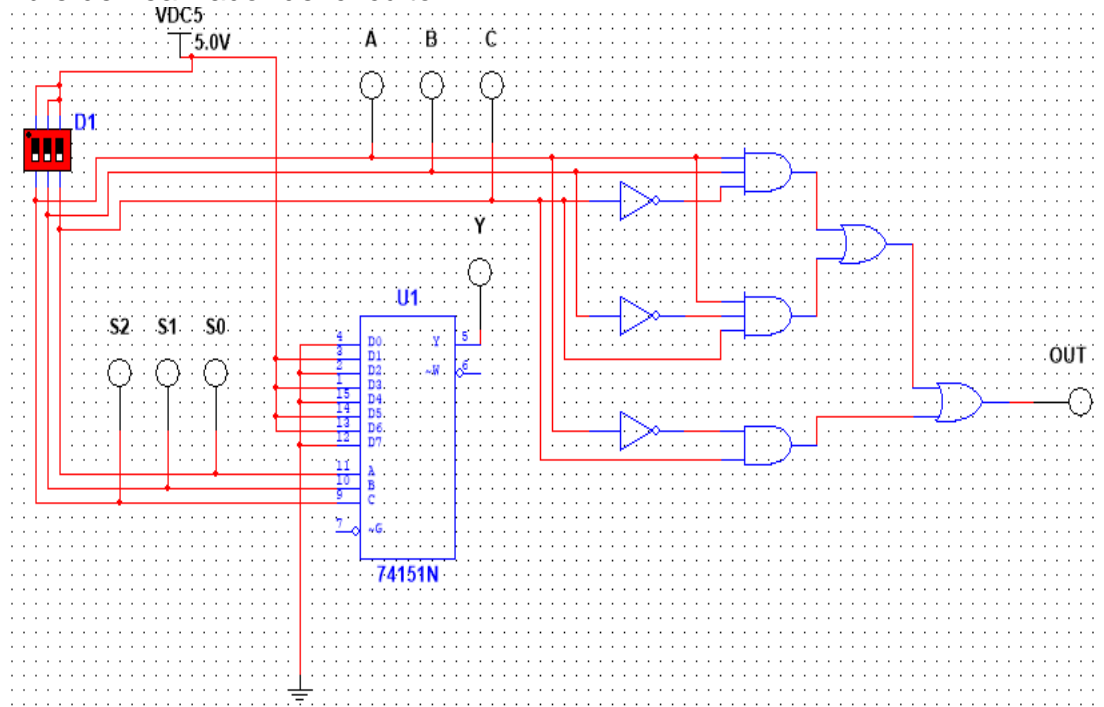 VDC5
5.0V
A B C
D1
Y
U1
S2 S1 S0
OUT
4 D0 Y 5
3 D1
2 D2 ~W 6
1 D3
15 D4
14 D5
13 D6
12 D7
11 A
10 B
9 C
7 ~G
74151N